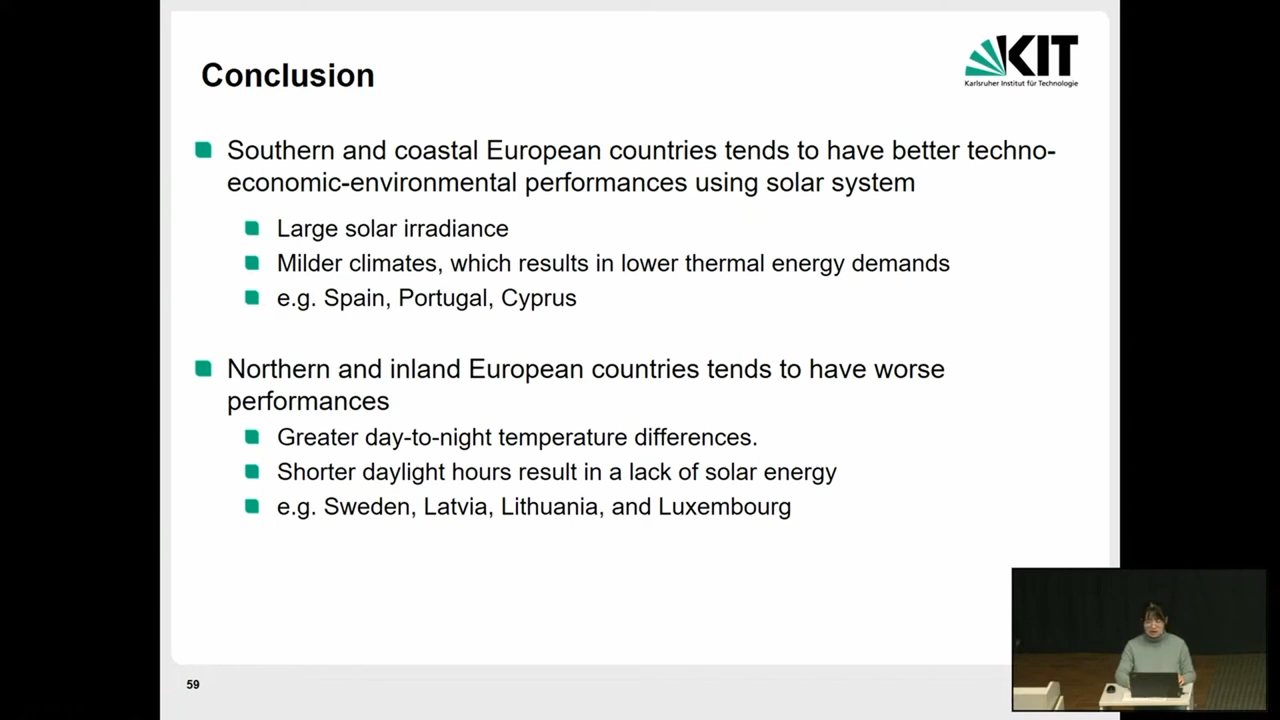 Conclusion
KIT
Karlsruher Institut für Technologie
Southern and coastal European countries tends to have better techno-
economic-environmental performances using solar system
Large solar irradiance
Milder climates, which results in lower thermal energy demands
e.g. Spain, Portugal, Cyprus
Northern and inland European countries tends to have worse
performances
Greater day-to-night temperature differences.
Shorter daylight hours result in a lack of solar energy
e.g. Sweden, Latvia, Lithuania, and Luxembourg
59